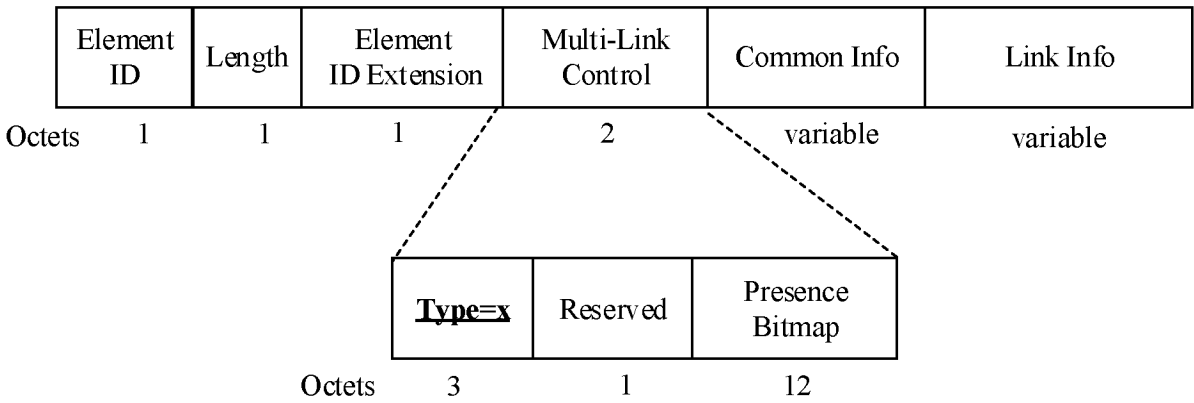 Element ID
Length
Element ID Extension
Multi-Link Control
Common Info
Link Info
Octets 1 1 1 2 variable variable
Type=x
Reserved
Presence Bitmap
Octets 3 1 12